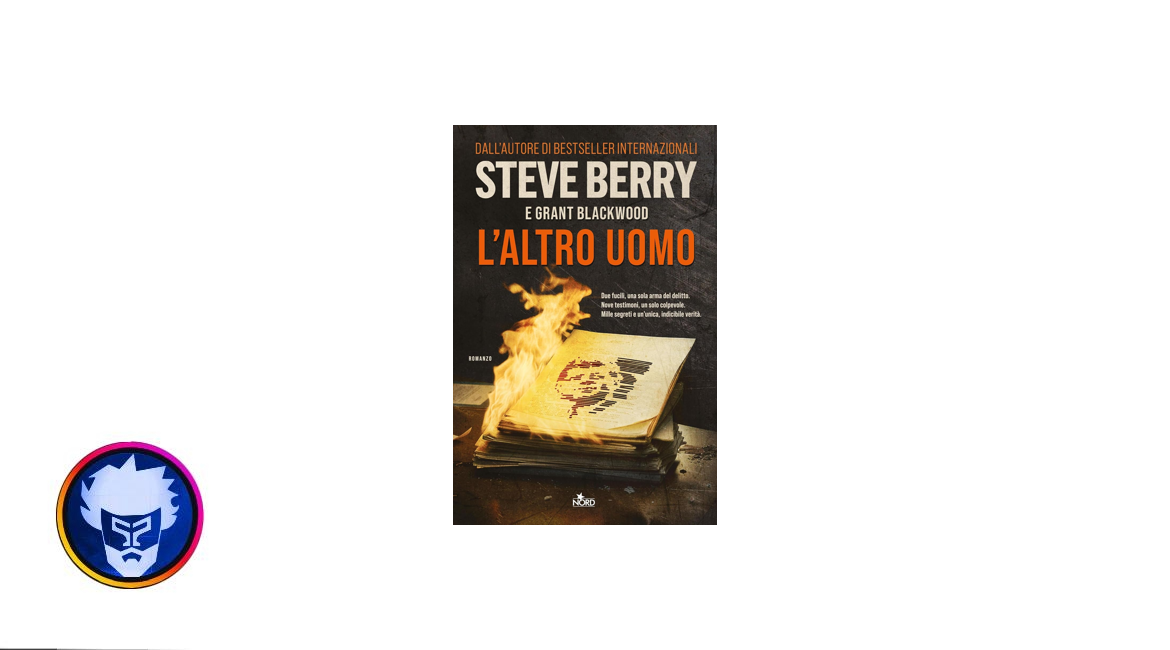 DALL'AUTORE DI BESTSELLER INTERNAZIONALI
STEVE BERRY
E GRANT BLACKWOOD
L'ALTRO UOMO
Due fucili, una sola arma del delitto.
Nove testimoni, un solo colpevole.
Mille segreti e un'unica, indicibile verità.
ROMANZO
NORD